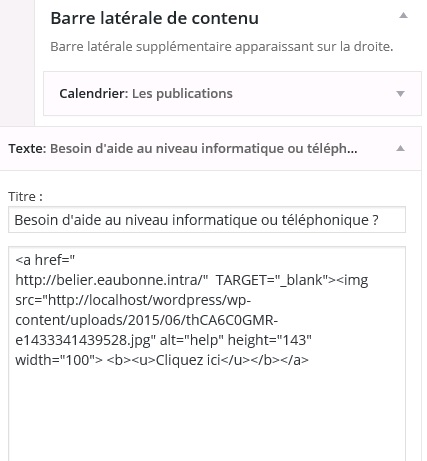 Barre latérale de contenu
Barre latérale supplémentaire apparaissant sur la droite.
Calendrier: Les publications
Texte: Besoin d'aide au niveau informatique ou téléph...
Titre :
Besoin d'aide au niveau informatique ou téléphonique ?
<a href="
http://belier.eaubonne.intra/"  TARGET="_blank"><img
src="http://localhost/wordpress/wp-
content/uploads/2015/06/thCA6C0GMR-
e1433341439528.jpg" alt="help" height="143"
width="100"> <b><u>Cliquez ici</u></b></a>